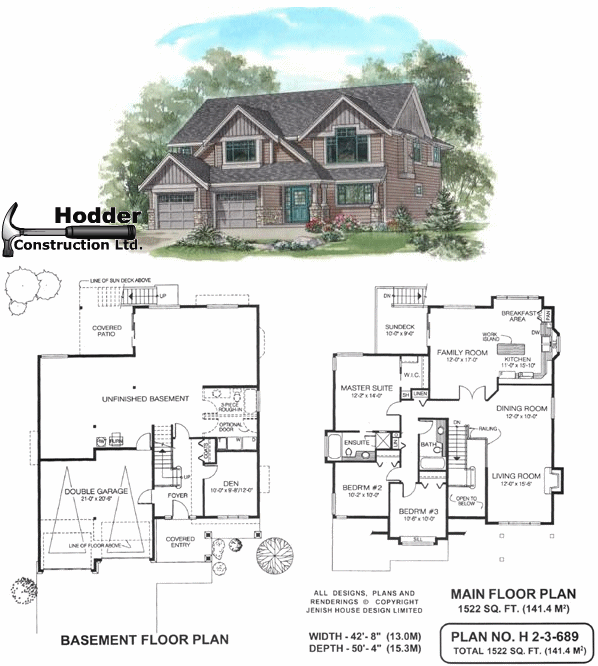 Hodder
Construction Ltd.
LINE OF SUN DECK ABOVE
UP
COVERED
PATIO
UNFINISHED BASEMENT
3-PIECE
ROUGH-IN
OPTIONAL
DOOR
W
D
HW
FURN
COATS
DOUBLE GARAGE
21'-0" x 20'-8"
UP
FOYER
DEN
10'-0" x 9'-8"/12'-0"
LINE OF FLOOR ABOVE
COVERED
ENTRY
BASEMENT FLOOR PLAN
DN
SUNDECK
10'-0" x 9'-0"
BREAKFAST
AREA
PAN
DW
WORK
ISLAND
FAMILY ROOM
12'-0" x 17'-0"
KITCHEN
11'-0" x 15'-10"
W.I.C.
MASTER SUITE
12'-2" x 14'-0"
SH
LINEN
DINING ROOM
12'-0" x 10'-0"
DN
RAILING
ENSUITE
LIN
BATH
LIVING ROOM
12'-0" x 15'-6"
BEDRM #2
10'-2" x 10'-0"
OPEN TO
BELOW
BEDRM #3
10'-6" x 10'-0"
SILL
ALL DESIGNS, PLANS AND
RENDERINGS © COPYRIGHT
JENISH HOUSE DESIGN LIMITED
MAIN FLOOR PLAN
1522 SQ. FT. (141.4 M²)
WIDTH - 42'- 8" (13.0M)
DEPTH - 50'- 4" (15.3M)
PLAN NO. H 2-3-689
TOTAL 1522 SQ. FT. (141.4 M²)